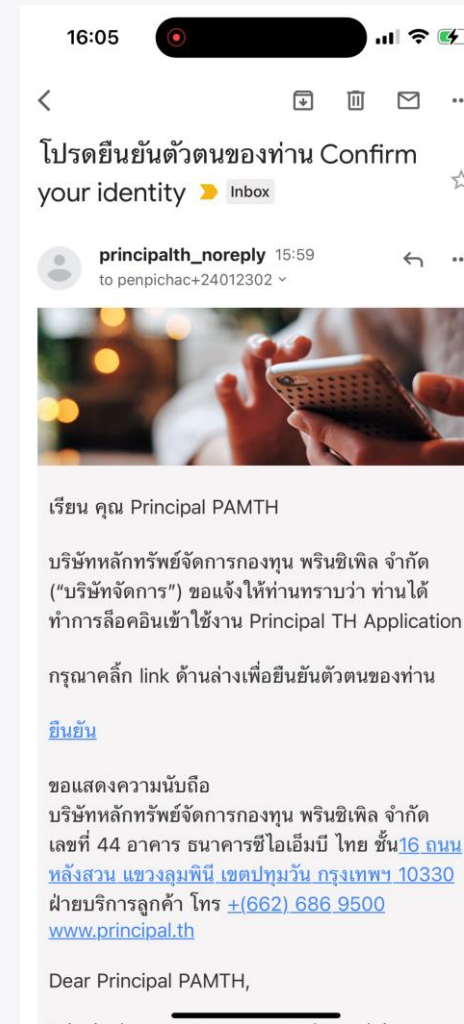 16:05
โปรดยืนยันตัวตนของท่าน Confirm
your identity Inbox
principalth_noreply 15:59
to penpichac+24012302
เรียน คุณ Principal PAMTH
บริษัทหลักทรัพย์จัดการกองทุน พรินซิเพิล จำกัด
(“บริษัทจัดการ”) ขอแจ้งให้ท่านทราบว่า ท่านได้
ทำการล็อคอินเข้าใช้งาน Principal TH Application
กรุณาคลิ้ก link ด้านล่างเพื่อยืนยันตัวตนของท่าน
ยืนยัน
ขอแสดงความนับถือ
บริษัทหลักทรัพย์จัดการกองทุน พรินซิเพิล จำกัด
เลขที่ 44 อาคาร ธนาคารซีไอเอ็มบี ไทย ชั้น16 ถนน
หลังสวน แขวงลุมพินี เขตปทุมวัน กรุงเทพฯ 10330
ฝ่ายบริการลูกค้า โทร +(662) 686 9500
www.principal.th
Dear Principal PAMTH,